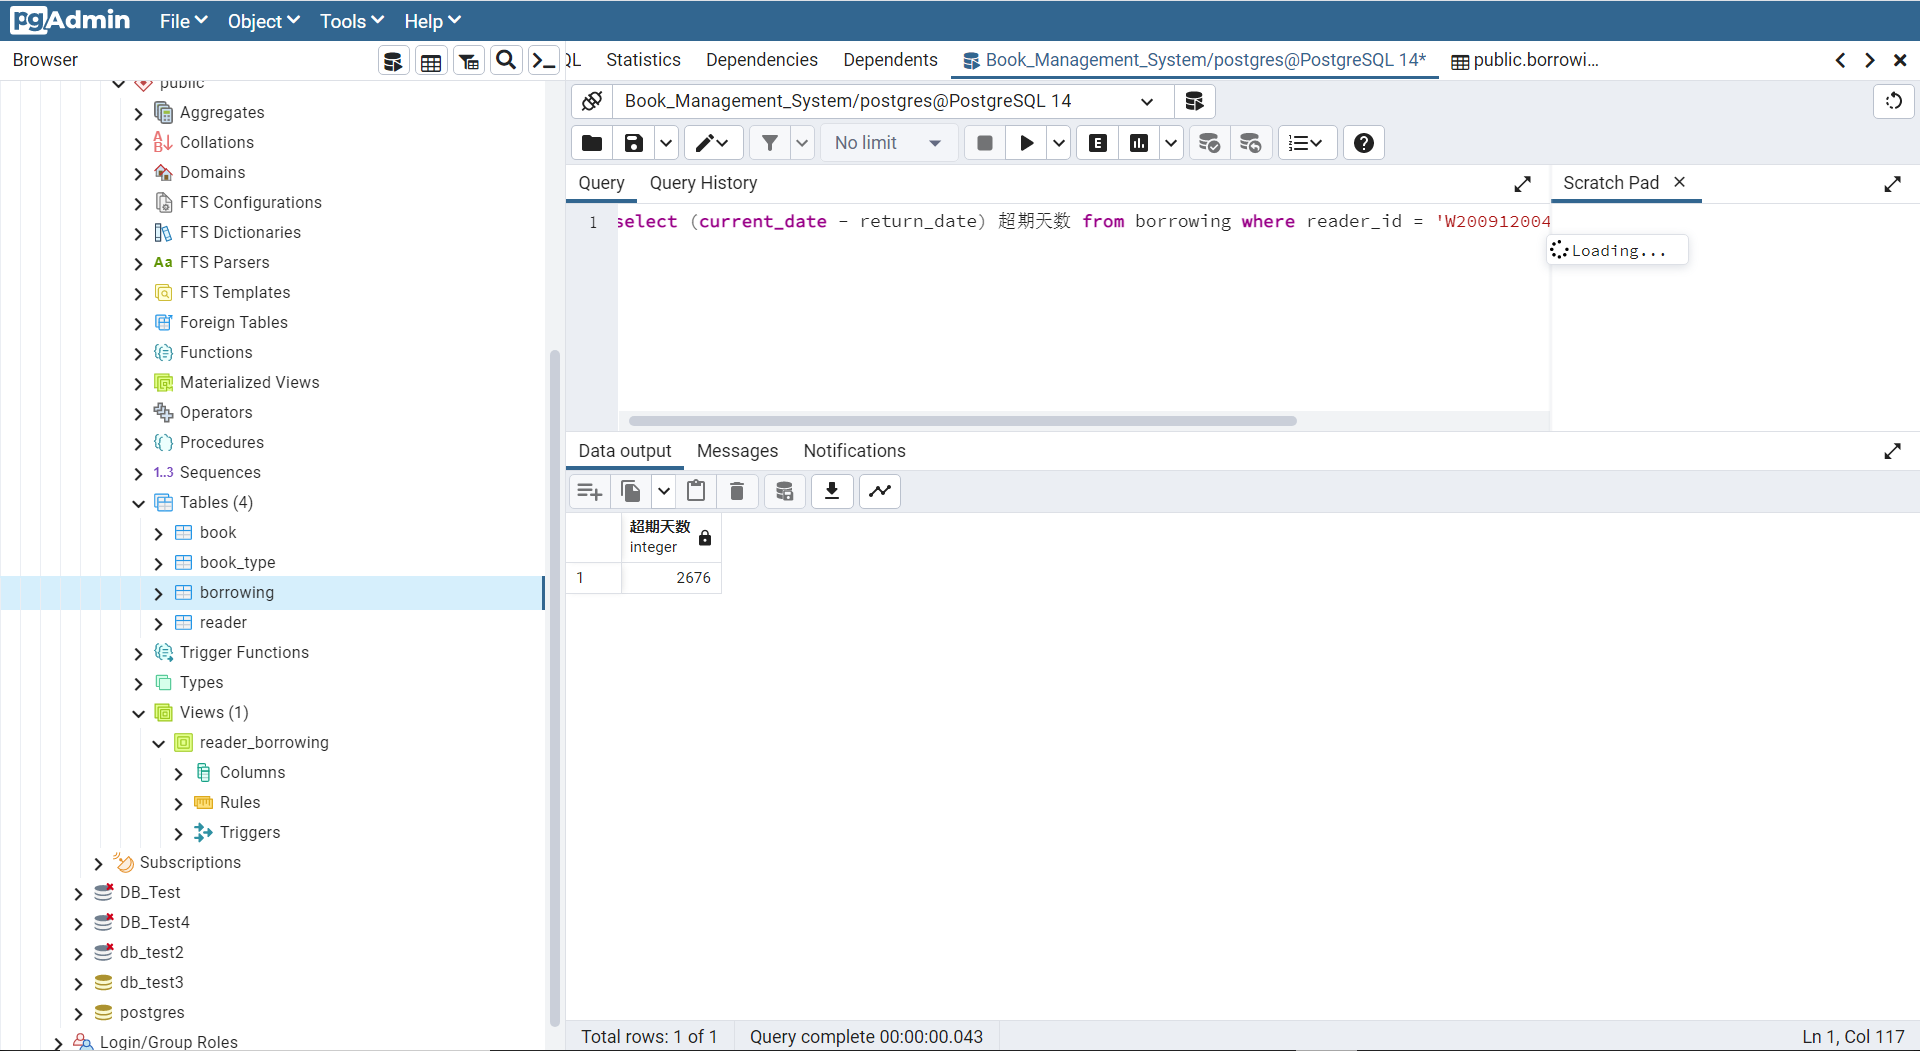 pgAdmin File Object Tools Help
Browser
QL Statistics Dependencies Dependents Book_Management_System/postgres@PostgreSQL 14* public.borrowi...
public
Aggregates
Collations
Domains
FTS Configurations
FTS Dictionaries
FTS Parsers
FTS Templates
Foreign Tables
Functions
Materialized Views
Operators
Procedures
1..3 Sequences
Tables (4)
book
book_type
borrowing
reader
Trigger Functions
Types
Views (1)
reader_borrowing
Columns
Rules
Triggers
Subscriptions
DB_Test
DB_Test4
db_test2
db_test3
postgres
Login/Group Roles
Book_Management_System/postgres@PostgreSQL 14
No limit
Query Query History
Scratch Pad
1 select (current_date - return_date) 超期天数 from borrowing where reader_id = 'W200912004
Loading...
Data output Messages Notifications
超期天数
integer
1 2676
Total rows: 1 of 1 Query complete 00:00:00.043 Ln 1, Col 117